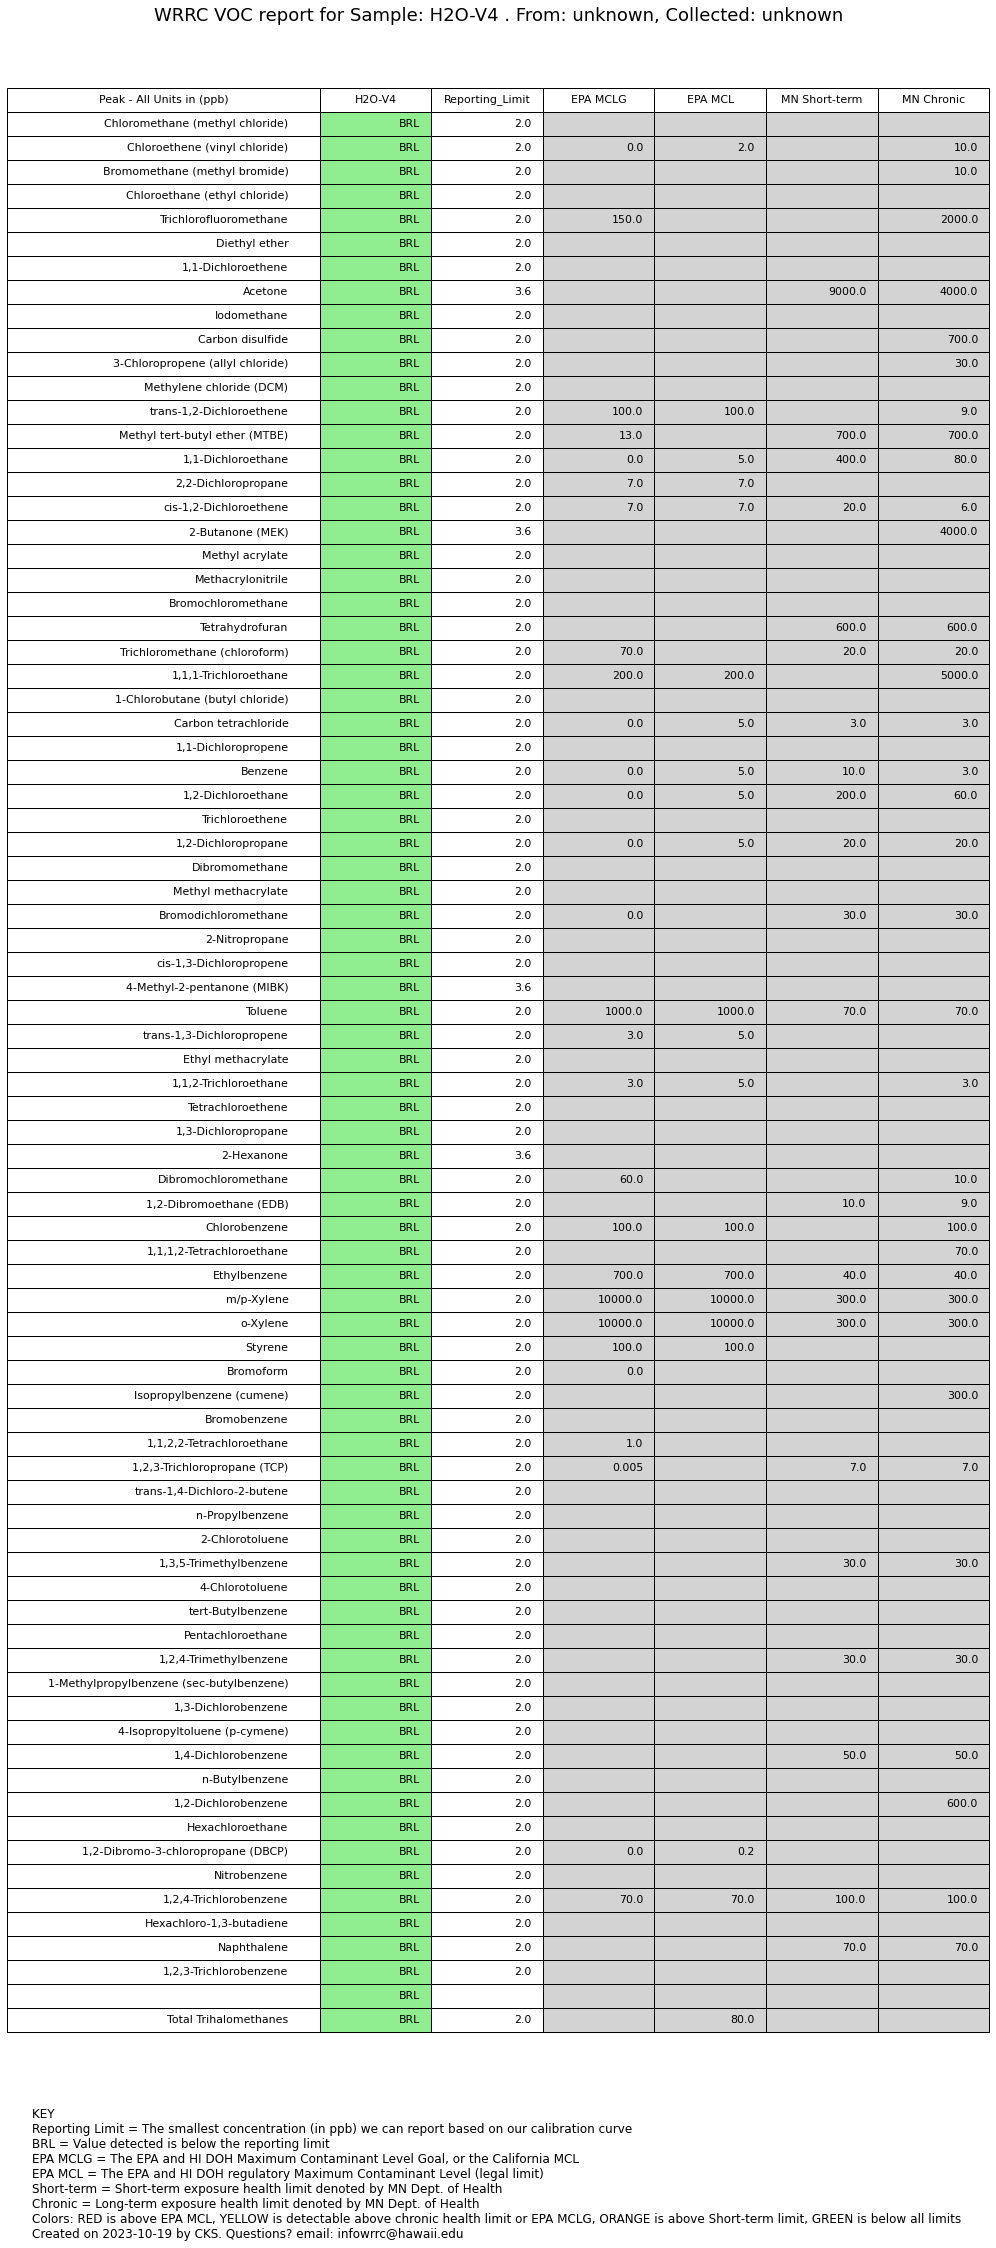 WRRC VOC report for Sample: H2O-V4 . From: unknown, Collected: unknown
Peak - All Units in (ppb) H2O-V4 Reporting_Limit EPA MCLG EPA MCL MN Short-term MN Chronic
Chloromethane (methyl chloride) BRL 2.0
Chloroethene (vinyl chloride) BRL 2.0 0.0 2.0 10.0
Bromomethane (methyl bromide) BRL 2.0 10.0
Chloroethane (ethyl chloride) BRL 2.0
Trichlorofluoromethane BRL 2.0 150.0 2000.0
Diethyl ether BRL 2.0
1,1-Dichloroethene BRL 2.0
Acetone BRL 3.6 9000.0 4000.0
Iodomethane BRL 2.0
Carbon disulfide BRL 2.0 700.0
3-Chloropropene (allyl chloride) BRL 2.0 30.0
Methylene chloride (DCM) BRL 2.0
trans-1,2-Dichloroethene BRL 2.0 100.0 100.0 9.0
Methyl tert-butyl ether (MTBE) BRL 2.0 13.0 700.0 700.0
1,1-Dichloroethane BRL 2.0 0.0 5.0 400.0 80.0
2,2-Dichloropropane BRL 2.0 7.0 7.0
cis-1,2-Dichloroethene BRL 2.0 7.0 7.0 20.0 6.0
2-Butanone (MEK) BRL 3.6 4000.0
Methyl acrylate BRL 2.0
Methacrylonitrile BRL 2.0
Bromochloromethane BRL 2.0
Tetrahydrofuran BRL 2.0 600.0 600.0
Trichloromethane (chloroform) BRL 2.0 70.0 20.0 20.0
1,1,1-Trichloroethane BRL 2.0 200.0 200.0 5000.0
1-Chlorobutane (butyl chloride) BRL 2.0
Carbon tetrachloride BRL 2.0 0.0 5.0 3.0 3.0
1,1-Dichloropropene BRL 2.0
Benzene BRL 2.0 0.0 5.0 10.0 3.0
1,2-Dichloroethane BRL 2.0 0.0 5.0 200.0 60.0
Trichloroethene BRL 2.0
1,2-Dichloropropane BRL 2.0 0.0 5.0 20.0 20.0
Dibromomethane BRL 2.0
Methyl methacrylate BRL 2.0
Bromodichloromethane BRL 2.0 0.0 30.0 30.0
2-Nitropropane BRL 2.0
cis-1,3-Dichloropropene BRL 2.0
4-Methyl-2-pentanone (MIBK) BRL 3.6
Toluene BRL 2.0 1000.0 1000.0 70.0 70.0
trans-1,3-Dichloropropene BRL 2.0 3.0 5.0
Ethyl methacrylate BRL 2.0
1,1,2-Trichloroethane BRL 2.0 3.0 5.0 3.0
Tetrachloroethene BRL 2.0
1,3-Dichloropropane BRL 2.0
2-Hexanone BRL 3.6
Dibromochloromethane BRL 2.0 60.0 10.0
1,2-Dibromoethane (EDB) BRL 2.0 10.0 9.0
Chlorobenzene BRL 2.0 100.0 100.0 100.0
1,1,1,2-Tetrachloroethane BRL 2.0 70.0
Ethylbenzene BRL 2.0 700.0 700.0 40.0 40.0
m/p-Xylene BRL 2.0 10000.0 10000.0 300.0 300.0
o-Xylene BRL 2.0 10000.0 10000.0 300.0 300.0
Styrene BRL 2.0 100.0 100.0
Bromoform BRL 2.0 0.0
Isopropylbenzene (cumene) BRL 2.0 300.0
Bromobenzene BRL 2.0
1,1,2,2-Tetrachloroethane BRL 2.0 1.0
1,2,3-Trichloropropane (TCP) BRL 2.0 0.005 7.0 7.0
trans-1,4-Dichloro-2-butene BRL 2.0
n-Propylbenzene BRL 2.0
2-Chlorotoluene BRL 2.0
1,3,5-Trimethylbenzene BRL 2.0 30.0 30.0
4-Chlorotoluene BRL 2.0
tert-Butylbenzene BRL 2.0
Pentachloroethane BRL 2.0
1,2,4-Trimethylbenzene BRL 2.0 30.0 30.0
1-Methylpropylbenzene (sec-butylbenzene) BRL 2.0
1,3-Dichlorobenzene BRL 2.0
4-Isopropyltoluene (p-cymene) BRL 2.0
1,4-Dichlorobenzene BRL 2.0 50.0 50.0
n-Butylbenzene BRL 2.0
1,2-Dichlorobenzene BRL 2.0 600.0
Hexachloroethane BRL 2.0
1,2-Dibromo-3-chloropropane (DBCP) BRL 2.0 0.0 0.2
Nitrobenzene BRL 2.0
1,2,4-Trichlorobenzene BRL 2.0 70.0 70.0 100.0 100.0
Hexachloro-1,3-butadiene BRL 2.0
Naphthalene BRL 2.0 70.0 70.0
1,2,3-Trichlorobenzene BRL 2.0
BRL
Total Trihalomethanes BRL 2.0 80.0
KEY
Reporting Limit = The smallest concentration (in ppb) we can report based on our calibration curve
BRL = Value detected is below the reporting limit
EPA MCLG = The EPA and HI DOH Maximum Contaminant Level Goal, or the California MCL
EPA MCL = The EPA and HI DOH regulatory Maximum Contaminant Level (legal limit)
Short-term = Short-term exposure health limit denoted by MN Dept. of Health
Chronic = Long-term exposure health limit denoted by MN Dept. of Health
Colors: RED is above EPA MCL, YELLOW is detectable above chronic health limit or EPA MCLG, ORANGE is above Short-term limit, GREEN is below all limits
Created on 2023-10-19 by CKS. Questions? email: infowrrc@hawaii.edu